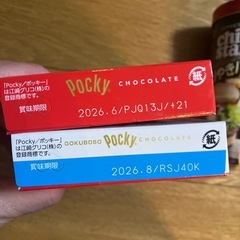 「Pocky／ポッキー」
は江崎グリコ(株)の
登録商標です。
Pocky CHOCOLATE
紙
賞味期限
2026.6/PJQ13J/+21
「Pocky／ポッキー」
は江崎グリコ(株)の
登録商標です。
GOKUBOSO Pocky CHOCOLATE
紙
賞味期限
2026.8/RSJ40K